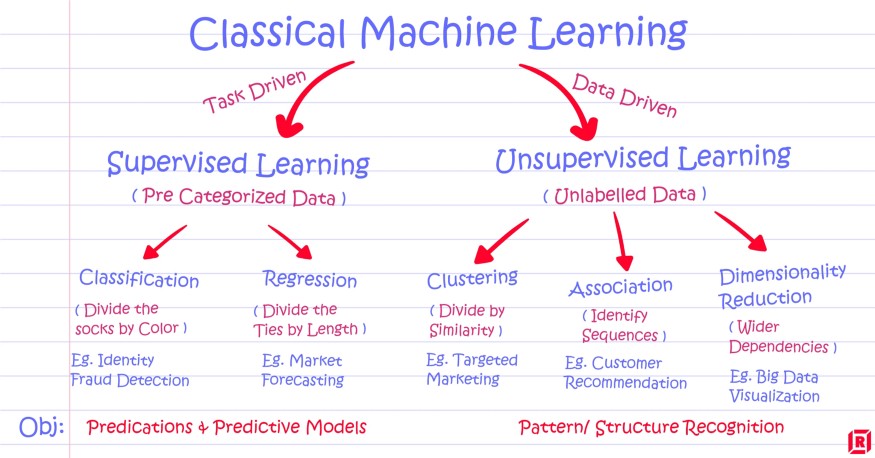 Classical Machine Learning
Task Driven
Data Driven
Supervised Learning
( Pre Categorized Data )
Unsupervised Learning
( Unlabelled Data )
Classification
( Divide the
socks by Color )
Eg. Identity
Fraud Detection
Regression
( Divide the
Ties by Length )
Eg. Market
Forecasting
Clustering
( Divide by
Similarity )
Eg. Targeted
Marketing
Association
( Identify
Sequences )
Eg. Customer
Recommendation
Dimensionality
Reduction
( Wider
Dependencies )
Eg. Big Data
Visualization
Obj: Predications & Predictive Models
Pattern/ Structure Recognition
R